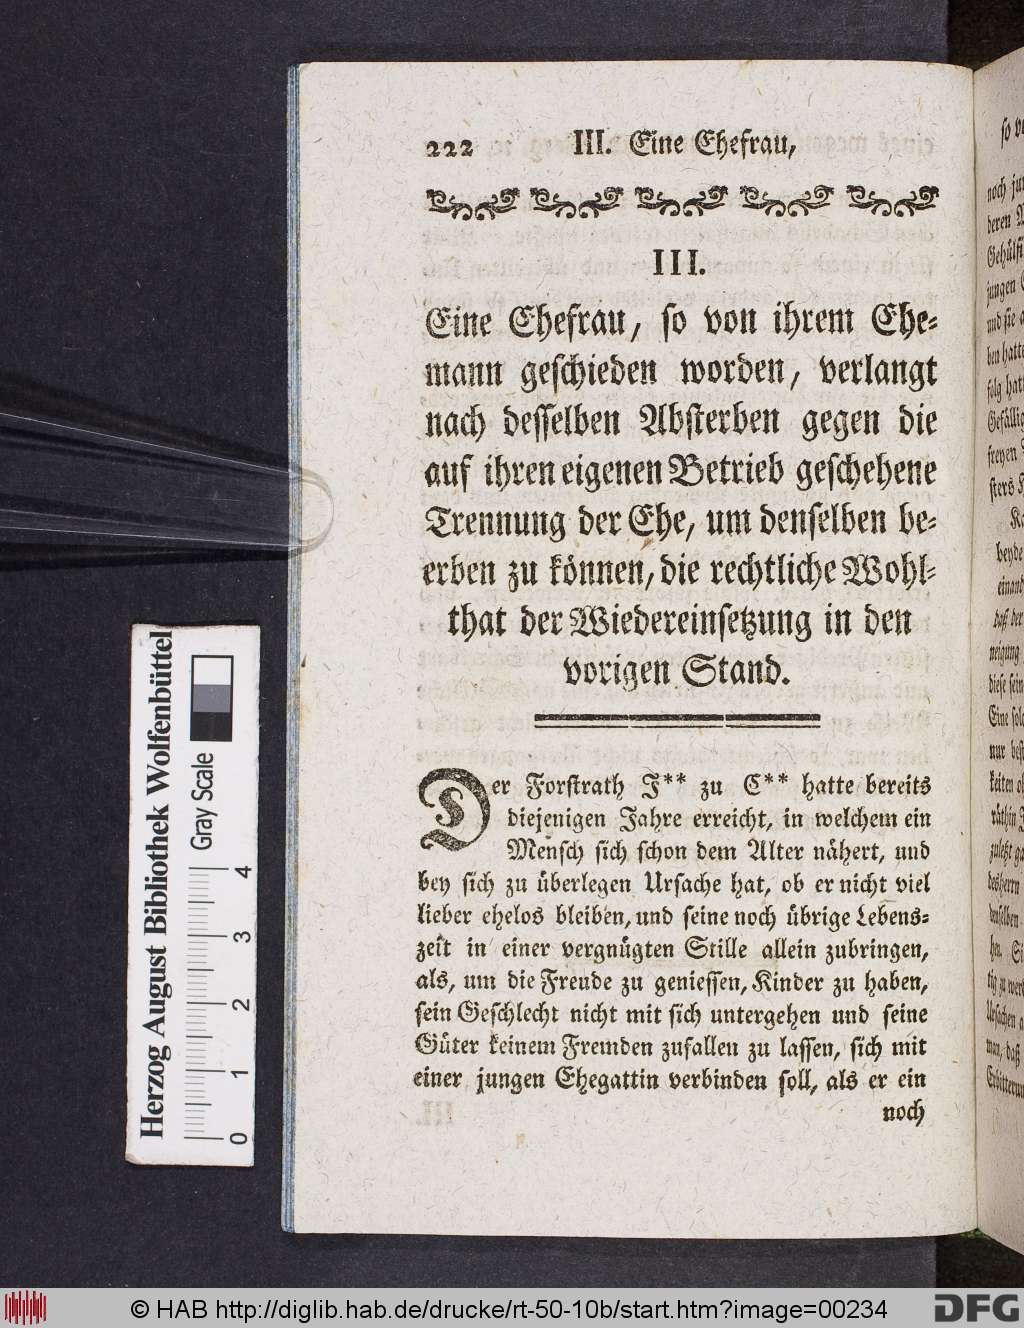 222 III. Eine Ehefrau,
III.
Eine Ehefrau, so von ihrem Ehe-
mann geschieden worden, verlangt
nach desselben Absterben gegen die
auf ihren eigenen Betrieb geschehene
Trennung der Ehe, um denselben be-
erben zu können, die rechtliche Wohl-
that der Wiedereinsetzung in den
vorigen Stand.
Der Forstrath J** zu C** hatte bereits
diejenigen Jahre erreicht, in welchem ein
Mensch sich schon dem Alter nähert, und
bey sich zu überlegen Ursache hat, ob er nicht viel
lieber ehelos bleiben, und seine noch übrige Lebens-
zeit in einer vergnügten Stille allein zubringen,
als, um die Freude zu geniessen, Kinder zu haben,
sein Geschlecht nicht mit sich untergehen und seine
Güter keinem Fremden zufallen zu lassen, sich mit
einer jungen Ehegattin verbinden soll, als er ein
noch
Herzog August Bibliothek Wolfenbüttel
Gray Scale
0 1 2 3 4
© HAB http://diglib.hab.de/drucke/rt-50-10b/start.htm?image=00234
DFG